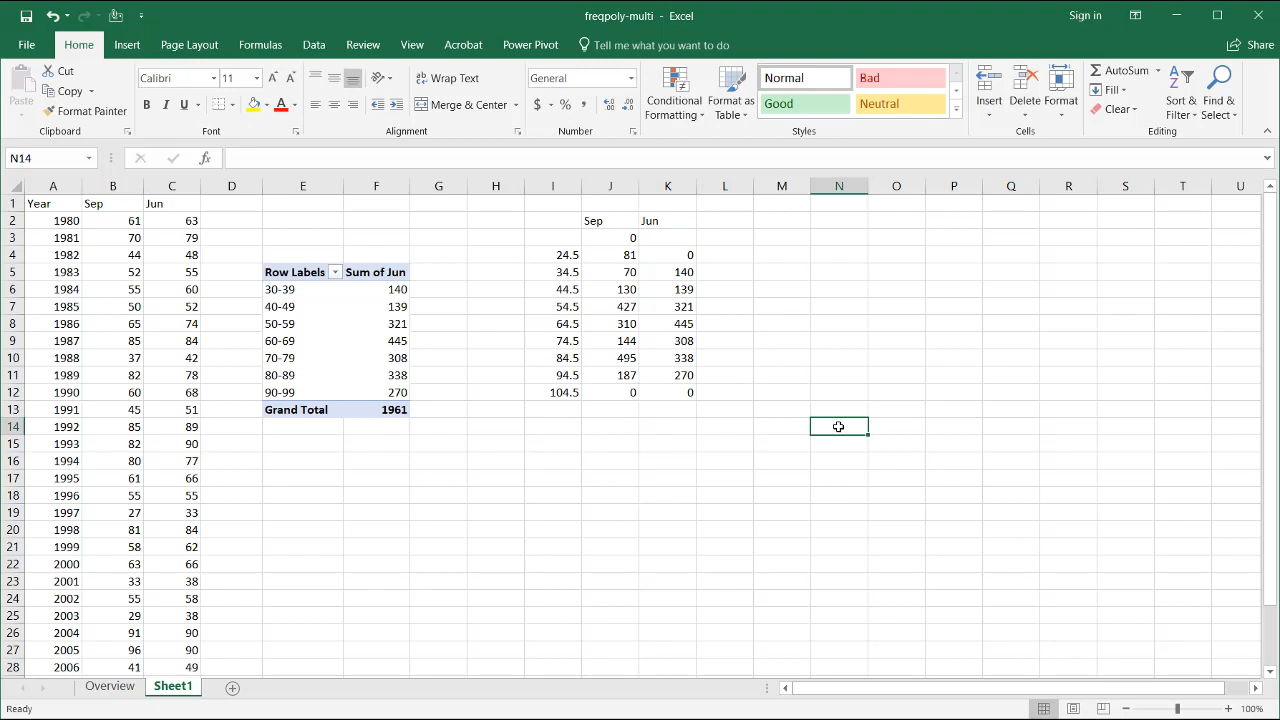 freqpoly-multi - Excel
Sign in
File Home Insert Page Layout Formulas Data Review View Acrobat Power Pivot Tell me what you want to do Share
Paste
Cut
Copy
Format Painter
Clipboard
Calibri 11
B I U
Font
Wrap Text
Merge & Center
Alignment
General
$ % ,
Number
Conditional Formatting
Format as Table
Normal Bad
Good Neutral
Styles
Insert Delete Format
Cells
AutoSum
Fill
Clear
Sort & Filter
Find & Select
Editing
N14 fx
A B C D E F G H I J K L M N O P Q R S T U
1 Year Sep Jun
2 1980 61 63 Sep Jun
3 1981 70 79 0
4 1982 44 48 24.5 81 0
5 1983 52 55 Row Labels Sum of Jun 34.5 70 140
6 1984 55 60 30-39 140 44.5 130 139
7 1985 50 52 40-49 139 54.5 427 321
8 1986 65 74 50-59 321 64.5 310 445
9 1987 85 84 60-69 445 74.5 144 308
10 1988 37 42 70-79 308 84.5 495 338
11 1989 82 78 80-89 338 94.5 187 270
12 1990 60 68 90-99 270 104.5 0 0
13 1991 45 51 Grand Total 1961
14 1992 85 89
15 1993 82 90
16 1994 80 77
17 1995 61 66
18 1996 55 55
19 1997 27 33
20 1998 81 84
21 1999 58 62
22 2000 63 66
23 2001 33 38
24 2002 55 58
25 2003 29 38
26 2004 91 90
27 2005 96 90
28 2006 41 49
Overview Sheet1
Ready 100%